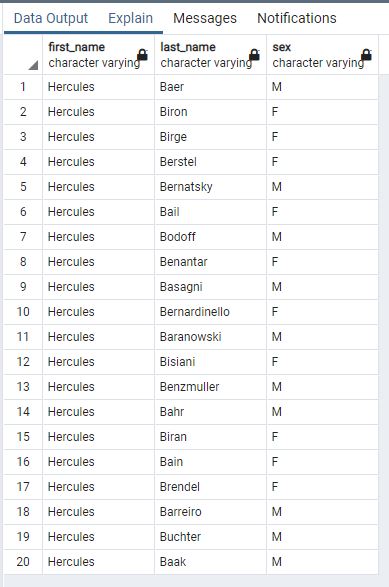 Data Output Explain Messages Notifications
first_name last_name sex
character varying character varying character varying
1 Hercules Baer M
2 Hercules Biron F
3 Hercules Birge F
4 Hercules Berstel F
5 Hercules Bernatsky M
6 Hercules Bail F
7 Hercules Bodoff M
8 Hercules Benantar F
9 Hercules Basagni M
10 Hercules Bernardinello F
11 Hercules Baranowski M
12 Hercules Bisiani F
13 Hercules Benzmuller M
14 Hercules Bahr M
15 Hercules Biran F
16 Hercules Bain F
17 Hercules Brendel F
18 Hercules Barreiro M
19 Hercules Buchter M
20 Hercules Baak M